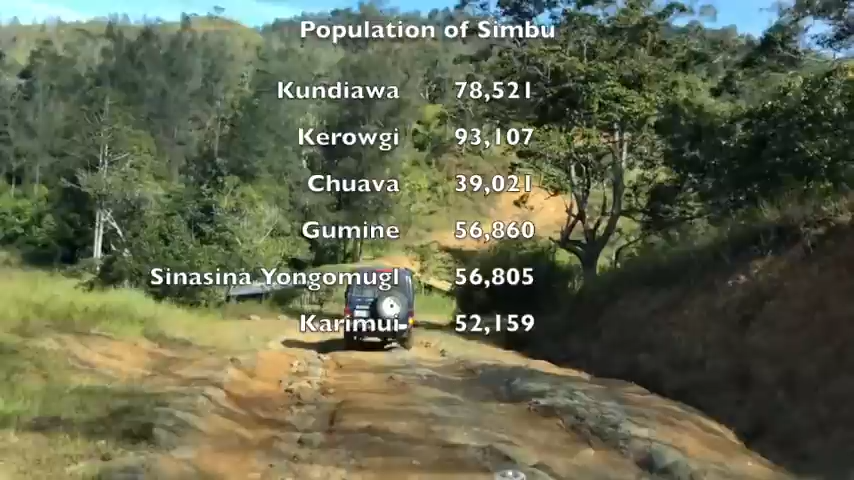 Population of Simbu
Kundiawa 78,521
Kerowgi 93,107
Chuava 39,021
Gumine 56,860
Sinasina Yongomugl 56,805
Karimui 52,159